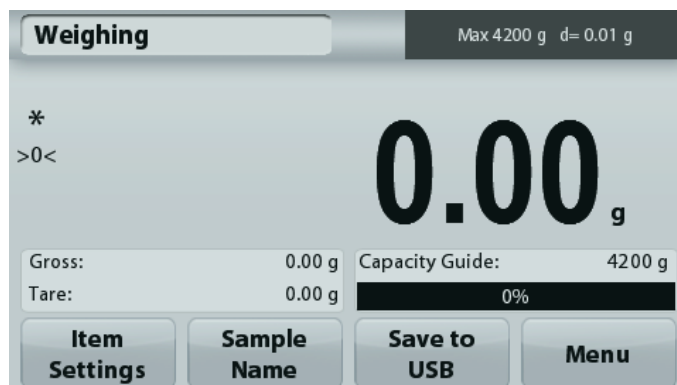 Weighing
Max 4200 g d= 0.01 g
*
>0<
0.00 g
Gross: 0.00 g
Tare: 0.00 g
Capacity Guide: 4200 g
0%
Item
Settings
Sample
Name
Save to
USB
Menu